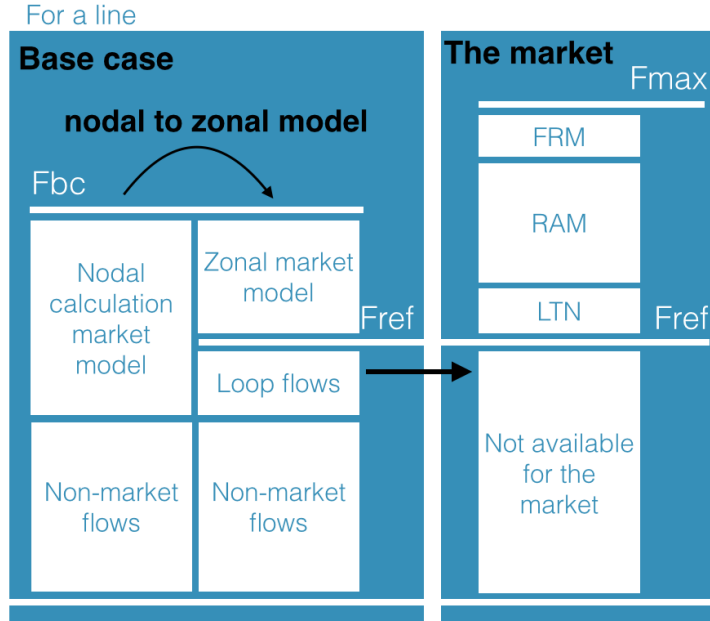 For a line
Base case
nodal to zonal model
Fbc
Nodal
calculation
market
model
Zonal market
model
Fref
Loop flows
Non-market
flows
Non-market
flows
The market
Fmax
FRM
RAM
LTN
Fref
Not available
for the
market